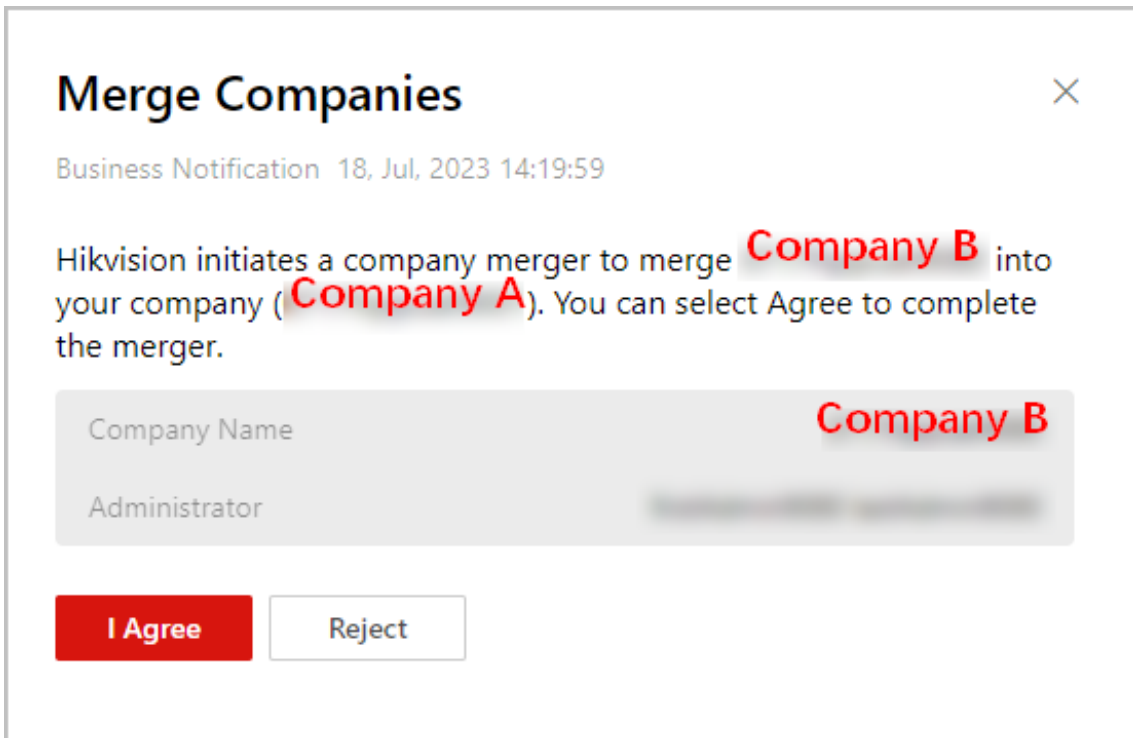 Merge Companies
Business Notification 18, Jul, 2023 14:19:59
Hikvision initiates a company merger to merge Company B into
your company (Company A). You can select Agree to complete
the merger.
Company Name Company B
Administrator
I Agree Reject